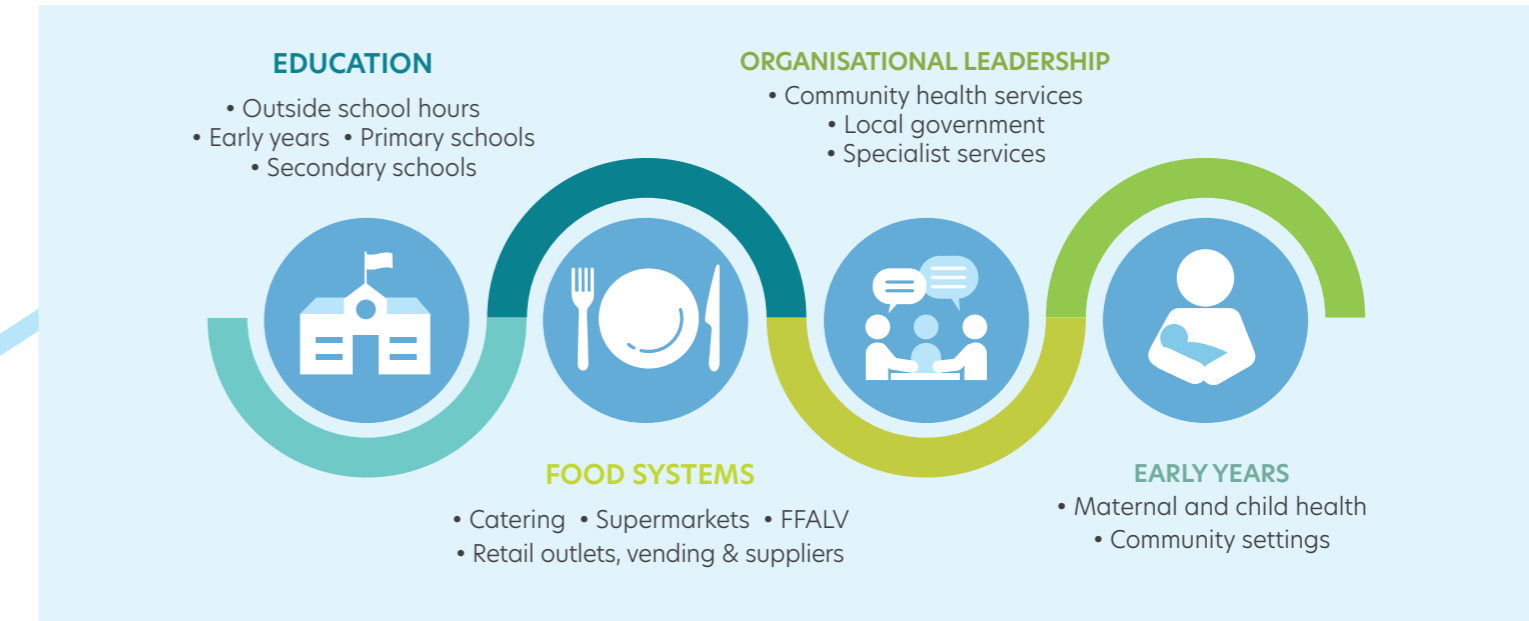 EDUCATION
• Outside school hours
• Early years • Primary schools
• Secondary schools
ORGANISATIONAL LEADERSHIP
• Community health services
• Local government
• Specialist services
FOOD SYSTEMS
• Catering • Supermarkets • FFALV
• Retail outlets, vending & suppliers
EARLY YEARS
• Maternal and child health
• Community settings